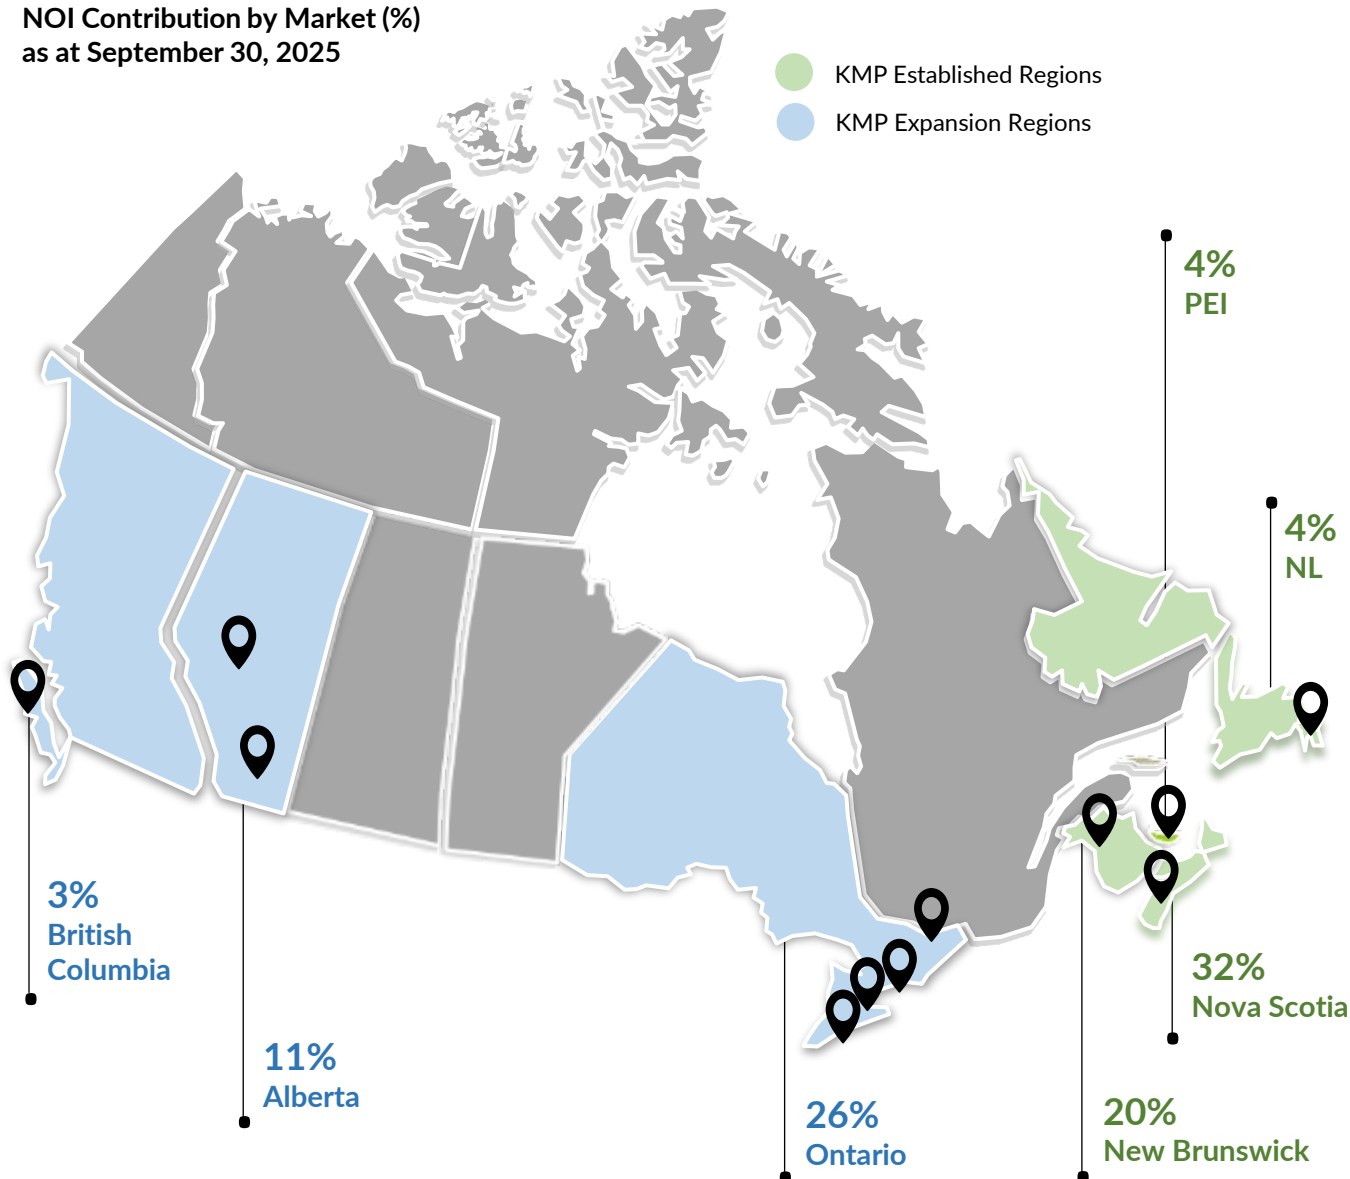 NOI Contribution by Market (%)
as at September 30, 2025
KMP Established Regions
KMP Expansion Regions
4%
PEI
4%
NL
3%
British
Columbia
32%
Nova Scotia
11%
Alberta
26%
Ontario
20%
New Brunswick